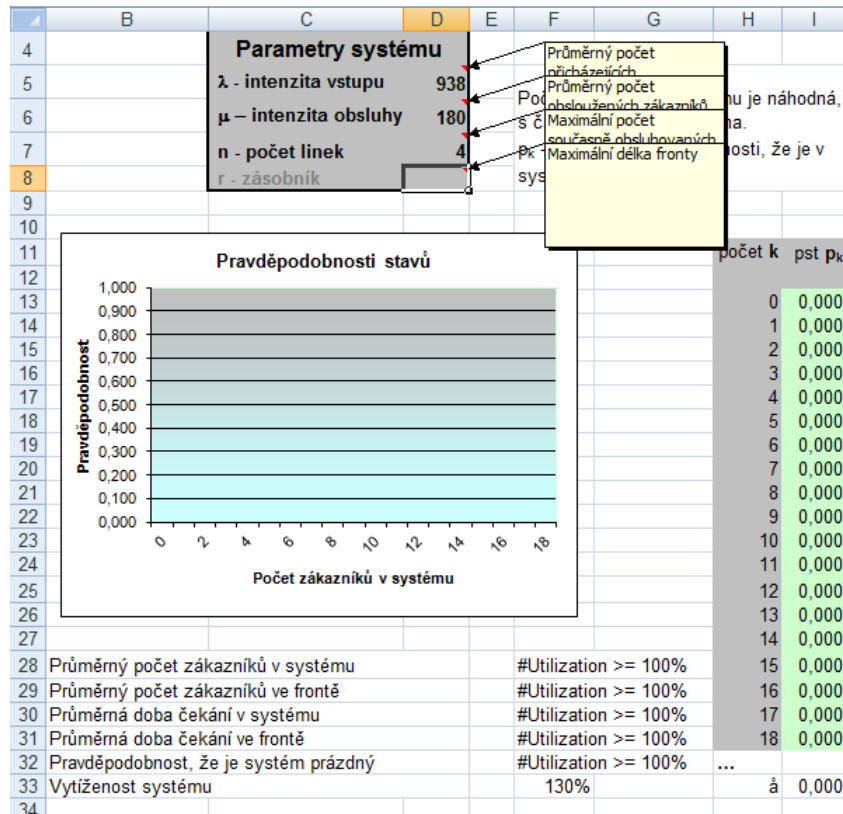 B C D E F G H I
4 Parametry systému
5 λ - intenzita vstupu 938
6 μ – intenzita obsluhy 180
7 n - počet linek 4
8 r - zásobník
Průměrný počet
přicházejících
Průměrný počet
obsloužených zákazníků
Maximální počet
současně obsluhovaných
Maximální délka fronty
je náhodná,
s
pk - že je v
9
10
11 Pravděpodobnosti stavů počet k pst pk
12
13 0 0,000
14 1 0,000
15 2 0,000
16 3 0,000
17 4 0,000
18 5 0,000
19 6 0,000
20 7 0,000
21 8 0,000
22 9 0,000
23 10 0,000
24 11 0,000
25 12 0,000
26 13 0,000
27 14 0,000
Pravděpodobnost
1,000
0,900
0,800
0,700
0,600
0,500
0,400
0,300
0,200
0,100
0,000
0 2 4 6 8 10 12 14 16 18
Počet zákazníků v systému
28 Průměrný počet zákazníků v systému #Utilization >= 100% 15 0,000
29 Průměrný počet zákazníků ve frontě #Utilization >= 100% 16 0,000
30 Průměrná doba čekání v systému #Utilization >= 100% 17 0,000
31 Průměrná doba čekání ve frontě #Utilization >= 100% 18 0,000
32 Pravděpodobnost, že je systém prázdný #Utilization >= 100% ...
33 Vytíženost systému 130% å 0,000
34